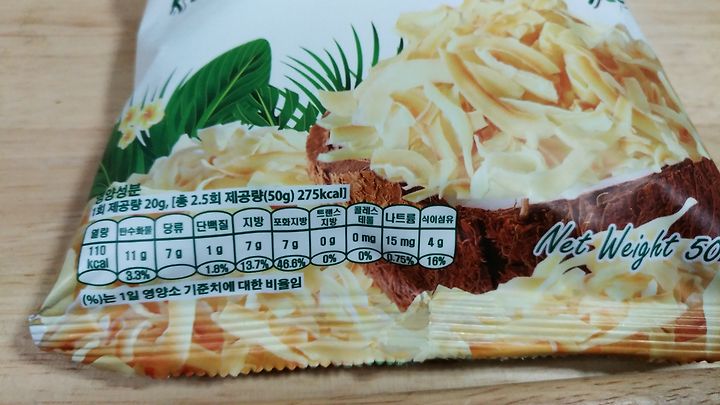 영양성분
1회 제공량 20g, [총 2.5회 제공량(50g) 275kcal]
열량 탄수화물 당류 단백질 지방 포화지방 트랜스지방 콜레스테롤 나트륨 식이섬유
110 kcal 11 g 7 g 1 g 7 g 7 g 0 g 0 mg 15 mg 4 g
3.3% 1.8% 13.7% 46.6% 0% 0.75% 16%
(%)는 1일 영양소 기준치에 대한 비율임
Net Weight 50